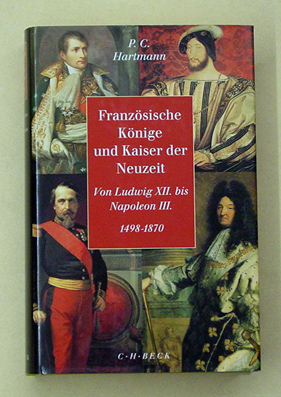 P. C.
Hartmann
Französische
Könige
und Kaiser der
Neuzeit
Von Ludwig XII. bis
Napoleon III.
1498-1870
C·H·BECK